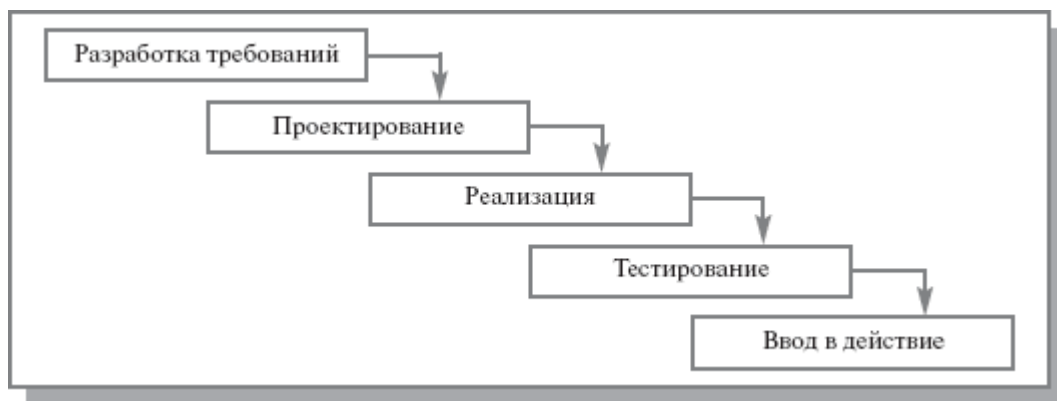 Разработка требований
Проектирование
Реализация
Тестирование
Ввод в действие